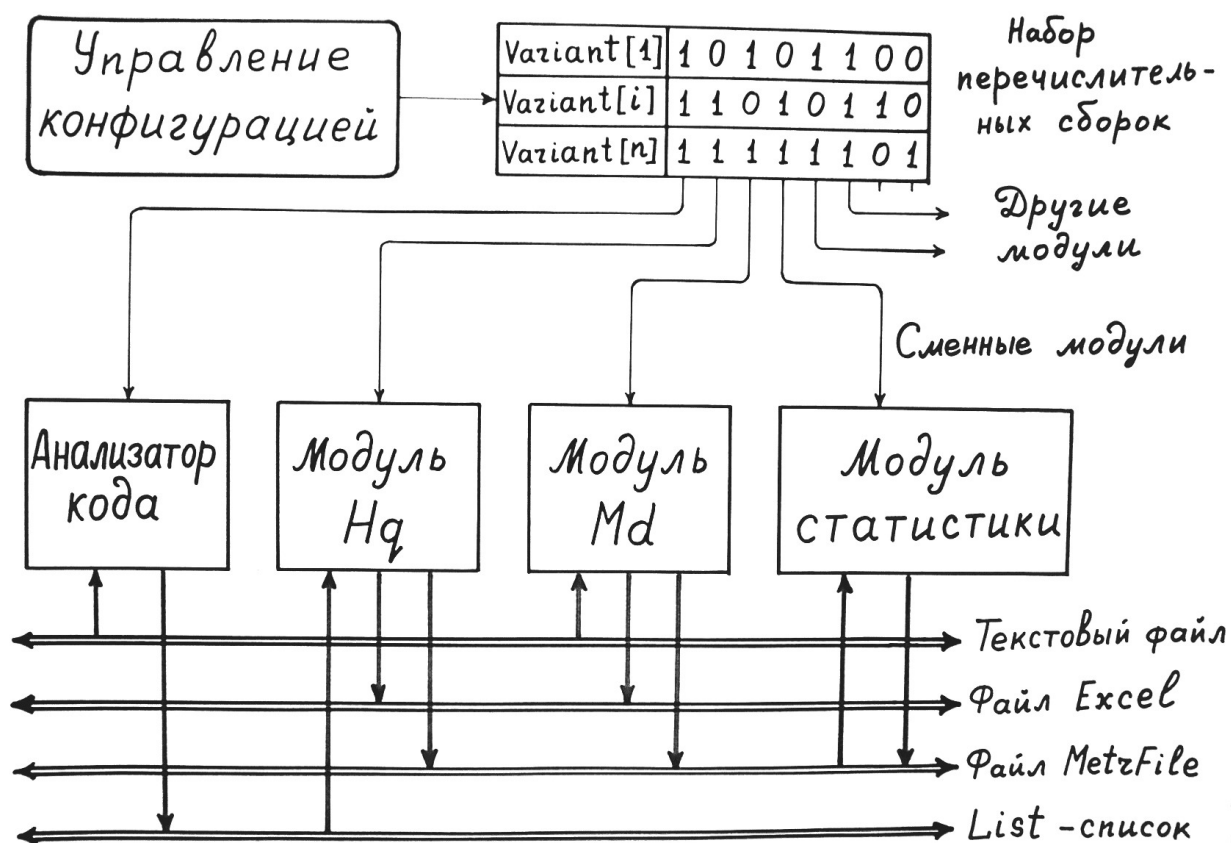 Управление
конфигурацией
Variant[1] 1 0 1 0 1 1 0 0
Variant[i] 1 1 0 1 0 1 1 0
Variant[n] 1 1 1 1 1 1 0 1
Набор
перечислитель-
ных сборок
Другие
модули
Сменные модули
Анализатор
кода
Модуль
Hq
Модуль
Md
Модуль
статистики
Текстовый файл
Файл Excel
Файл MetrFile
List - список